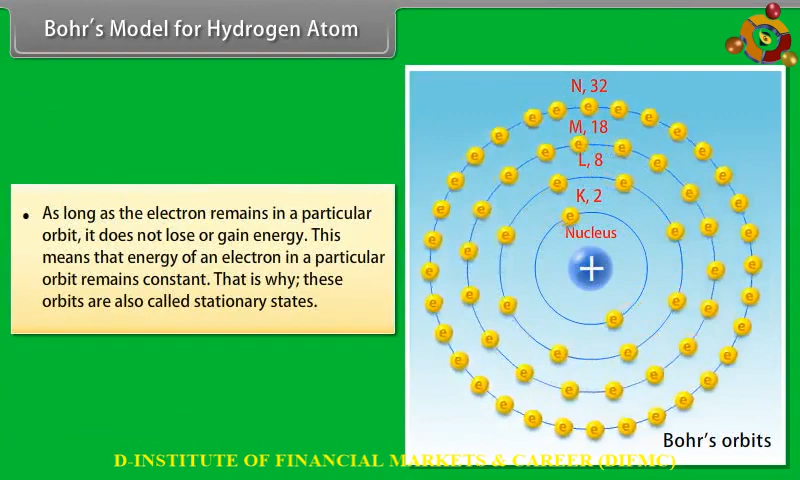 Bohr's Model for Hydrogen Atom
• As long as the electron remains in a particular
orbit, it does not lose or gain energy. This
means that energy of an electron in a particular
orbit remains constant. That is why; these
orbits are also called stationary states.
N, 32
M, 18
L, 8
K, 2
Nucleus
+
e e e e e e e e e e e e e e e e e e e e e e e e e e e e e e e e e e e e e e e e e e e e e e e e e e e e e e e e e e e e
Bohr's orbits
D-INSTITUTE OF FINANCIAL MARKETS & CAREER (DIFMC)